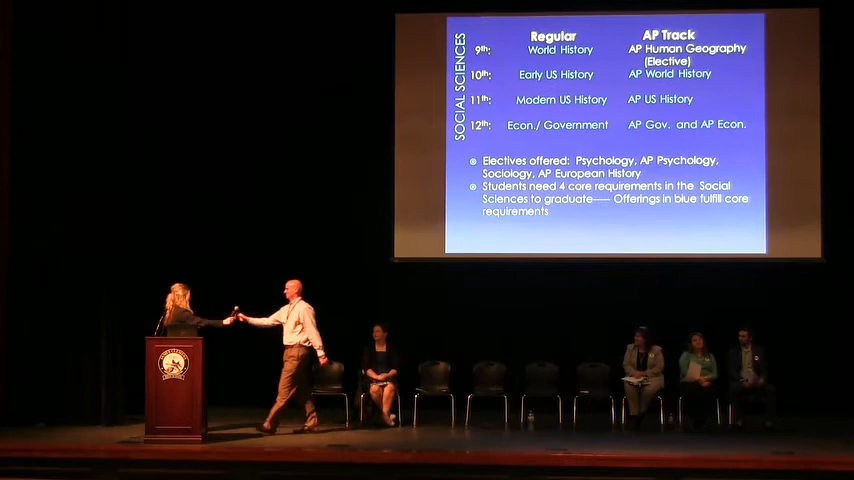 SOCIAL SCIENCES
Regular AP Track
9th: World History AP Human Geography
(Elective)
10th: Early US History AP World History
11th: Modern US History AP US History
12th: Econ./ Government AP Gov. and AP Econ.
Electives offered: Psychology, AP Psychology,
Sociology, AP European History
Students need 4 core requirements in the Social
Sciences to graduate---- Offerings in blue fulfill core
requirements